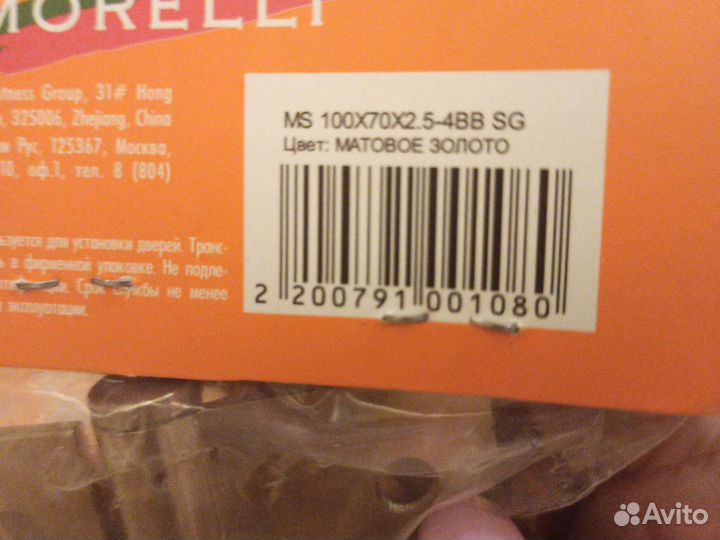 MORELLI
MS 100X70X2.5-4BB SG
Цвет: МАТОВОЕ ЗОЛОТО
2 200791 001080
tness Group, 31# Hong
325006, Zhejiang, China
Рус. 125367, Москва,
10, оф.1, тел. 8 (804)
ьзуется для установки дверей. Транс-
ь в фирменной упаковке. Не подле-
Срок службы не менее
эксплуатации.
Avito